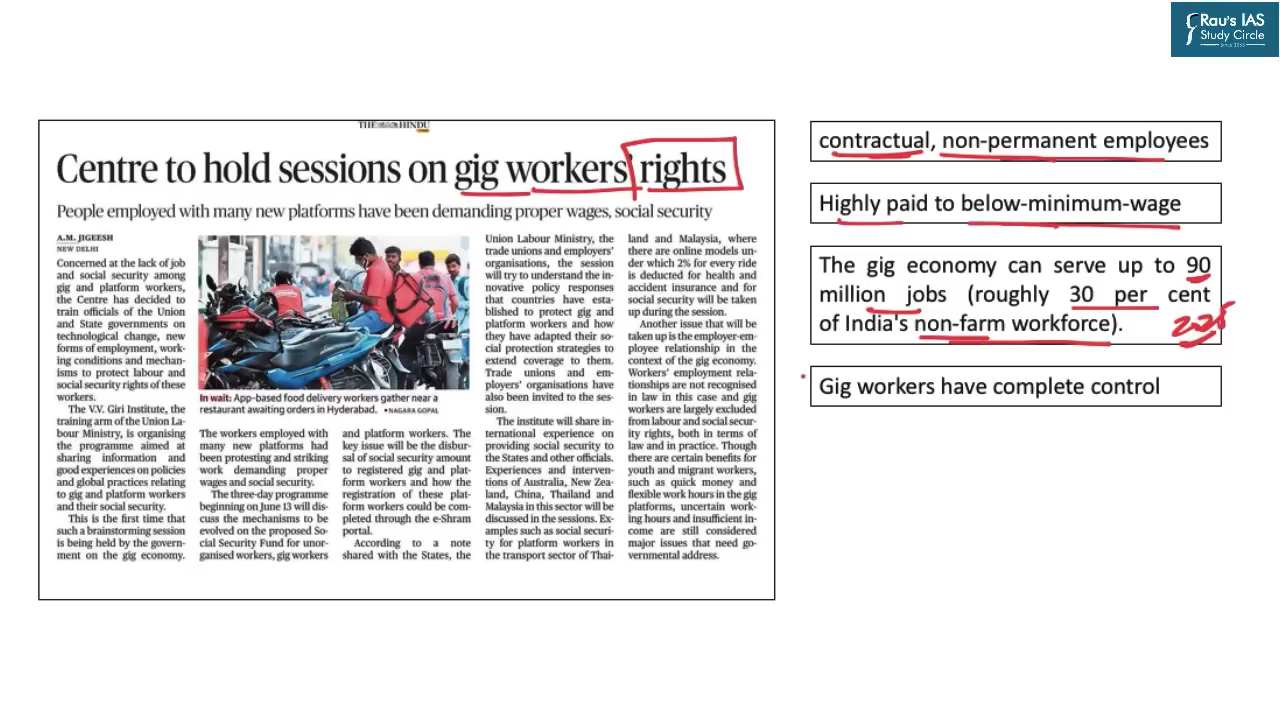 Rau's IAS
Study Circle
Since 1953
THE HINDU
Centre to hold sessions on gig workers' rights
People employed with many new platforms have been demanding proper wages, social security
A.M. JIGEESH
NEW DELHI
Concerned at the lack of job
and social security among
gig and platform workers,
the Centre has decided to
train officials of the Union
and State governments on
technological change, new
forms of employment, work-
ing conditions and mechan-
isms to protect labour and
social security rights of these
workers.
The V.V. Giri Institute, the
training arm of the Union La-
bour Ministry, is organising
the programme aimed at
sharing information and
good experiences on policies
and global practices relating
to gig and platform workers
and their social security.
This is the first time that
such a brainstorming session
is being held by the govern-
ment on the gig economy.
In wait: App-based food delivery workers gather near a
restaurant awaiting orders in Hyderabad. • NAGARA GOPAL
The workers employed with
many new platforms had
been protesting and striking
work demanding proper
wages and social security.
The three-day programme
beginning on June 13 will dis-
cuss the mechanisms to be
evolved on the proposed So-
cial Security Fund for unor-
ganised workers, gig workers
and platform workers. The
key issue will be the disbur-
sal of social security amount
to registered gig and plat-
form workers and how the
registration of these plat-
form workers could be com-
pleted through the e-Shram
portal.
According to a note
shared with the States, the
Union Labour Ministry, the
trade unions and employers'
organisations, the session
will try to understand the in-
novative policy responses
that countries have esta-
blished to protect gig and
platform workers and how
they have adapted their so-
cial protection strategies to
extend coverage to them.
Trade unions and em-
ployers' organisations have
also been invited to the ses-
sion.
The institute will share in-
ternational experience on
providing social security to
the States and other officials.
Experiences and interven-
tions of Australia, New Zea-
land, China, Thailand and
Malaysia in this sector will be
discussed in the sessions. Ex-
amples such as social securi-
ty for platform workers in
the transport sector of Thai-
land and Malaysia, where
there are online models un-
der which 2% for every ride
is deducted for health and
accident insurance and for
social security will be taken
up during the session.
Another issue that will be
taken up is the employer-em-
ployee relationship in the
context of the gig economy.
Workers' employment rela-
tionships are not recognised
in law in this case and gig
workers are largely excluded
from labour and social secur-
ity rights, both in terms of
law and in practice. Though
there are certain benefits for
youth and migrant workers,
such as quick money and
flexible work hours in the gig
platforms, uncertain work-
ing hours and insufficient in-
come are still considered
major issues that need go-
vernmental address.
contractual, non-permanent employees
Highly paid to below-minimum-wage
The gig economy can serve up to 90
million jobs (roughly 30 per cent
of India's non-farm workforce).
Gig workers have complete control